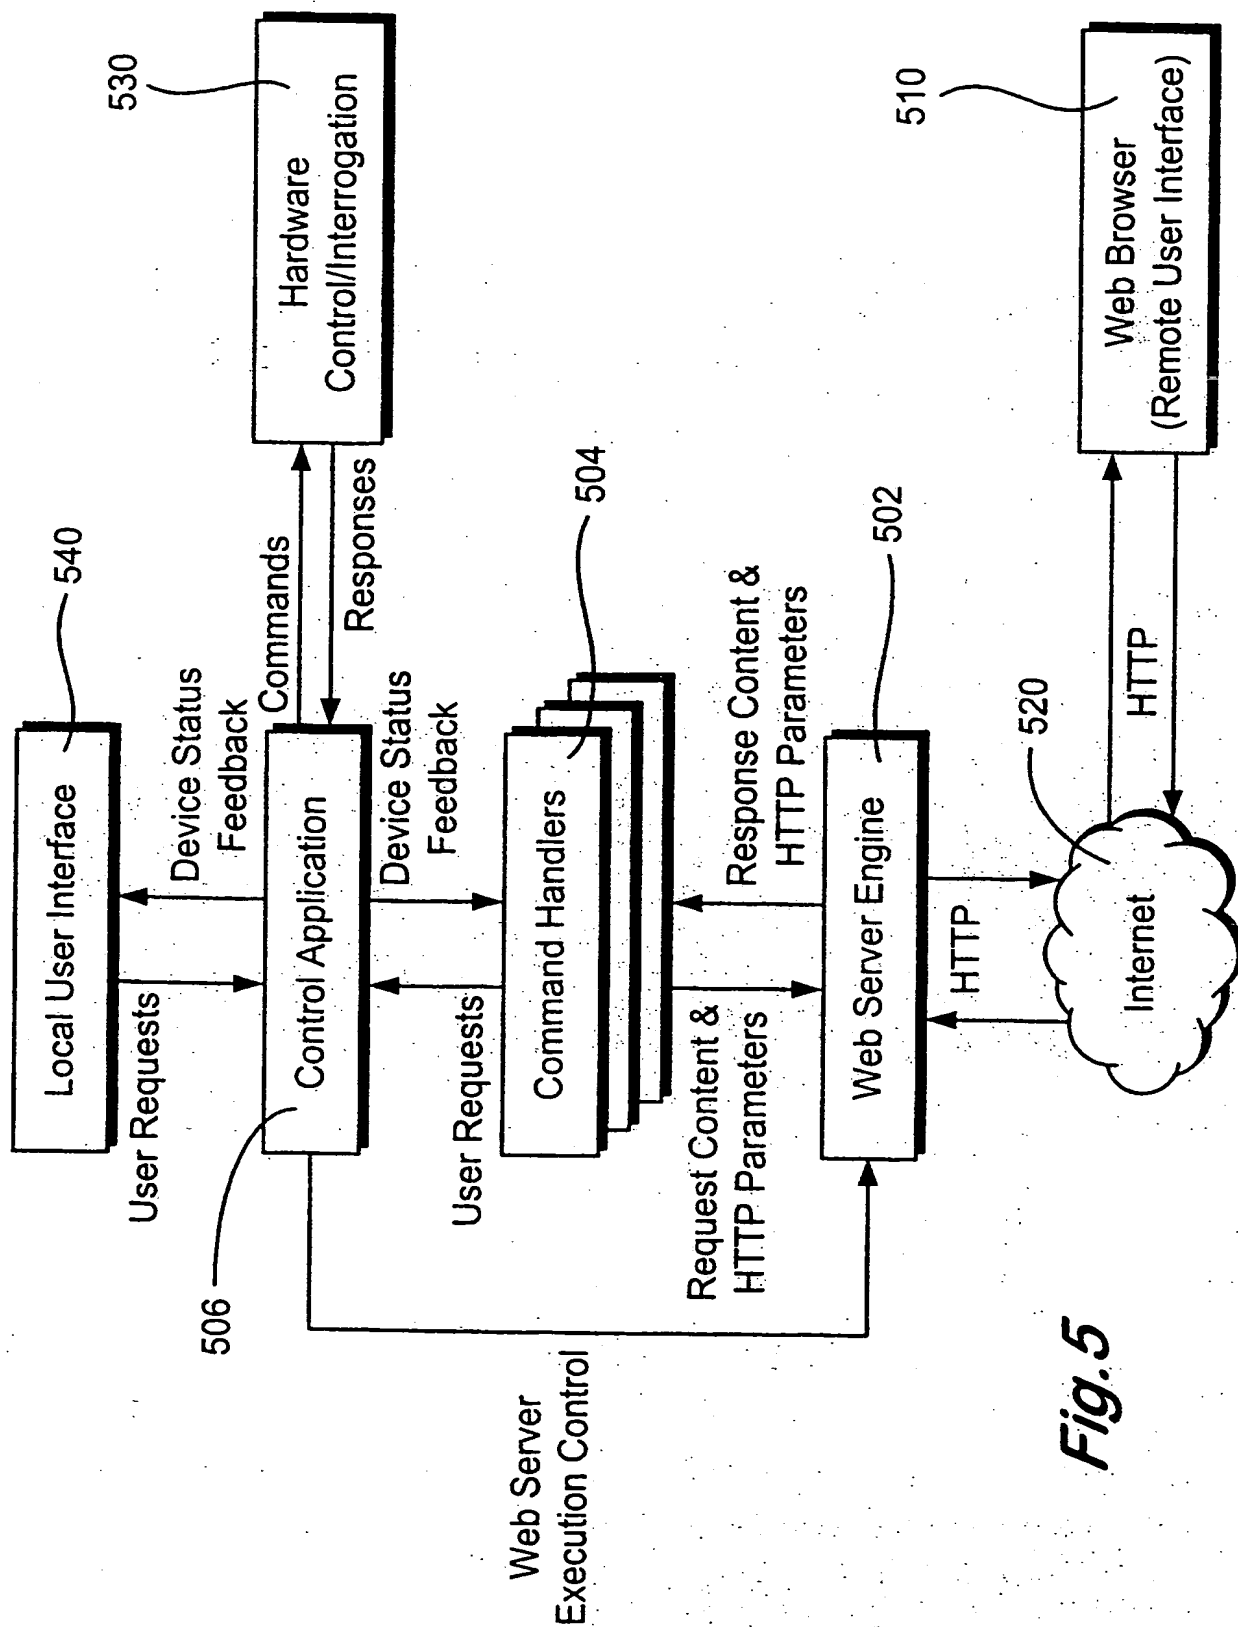 Local User Interface
540
User Requests
Device Status
Feedback
Control Application
506
Commands
Responses
Hardware
Control/Interrogation
530
User Requests
Device Status
Feedback
Command Handlers
504
Request Content &
HTTP Parameters
Response Content &
HTTP Parameters
Web Server
Execution Control
Web Server Engine
502
HTTP
Internet
520
HTTP
Web Browser
(Remote User Interface)
510
Fig.5